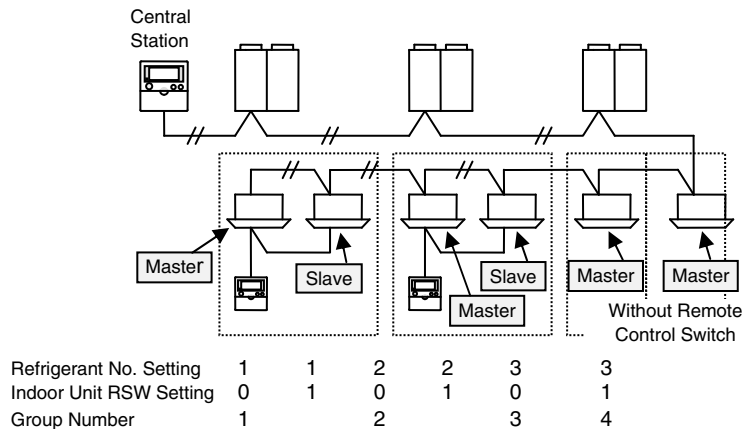 Central
Station
Master
Slave
Master
Slave
Master
Master
Without Remote
Control Switch
Refrigerant No. Setting 1 1 2 2 3 3
Indoor Unit RSW Setting 0 1 0 1 0 1
Group Number 1 2 3 4